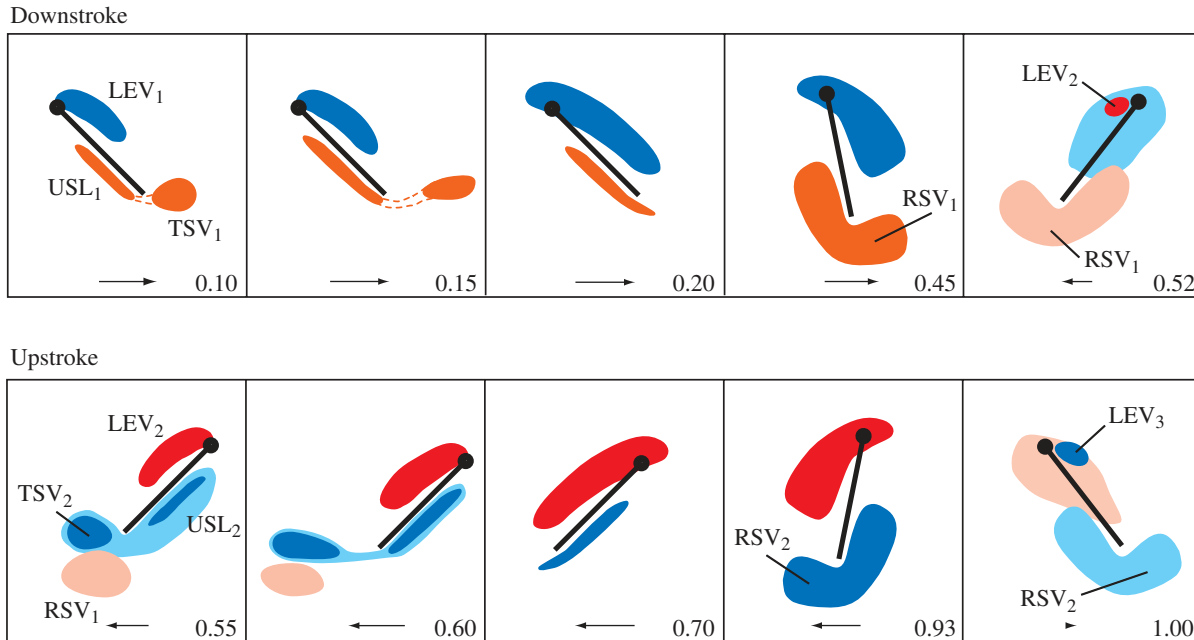 Downstroke
LEV₁
USL₁
TSV₁
0.10
0.15
0.20
RSV₁
0.45
LEV₂
RSV₁
0.52
Upstroke
LEV₂
TSV₂
USL₂
RSV₁
0.55
0.60
0.70
RSV₂
0.93
LEV₃
RSV₂
1.00